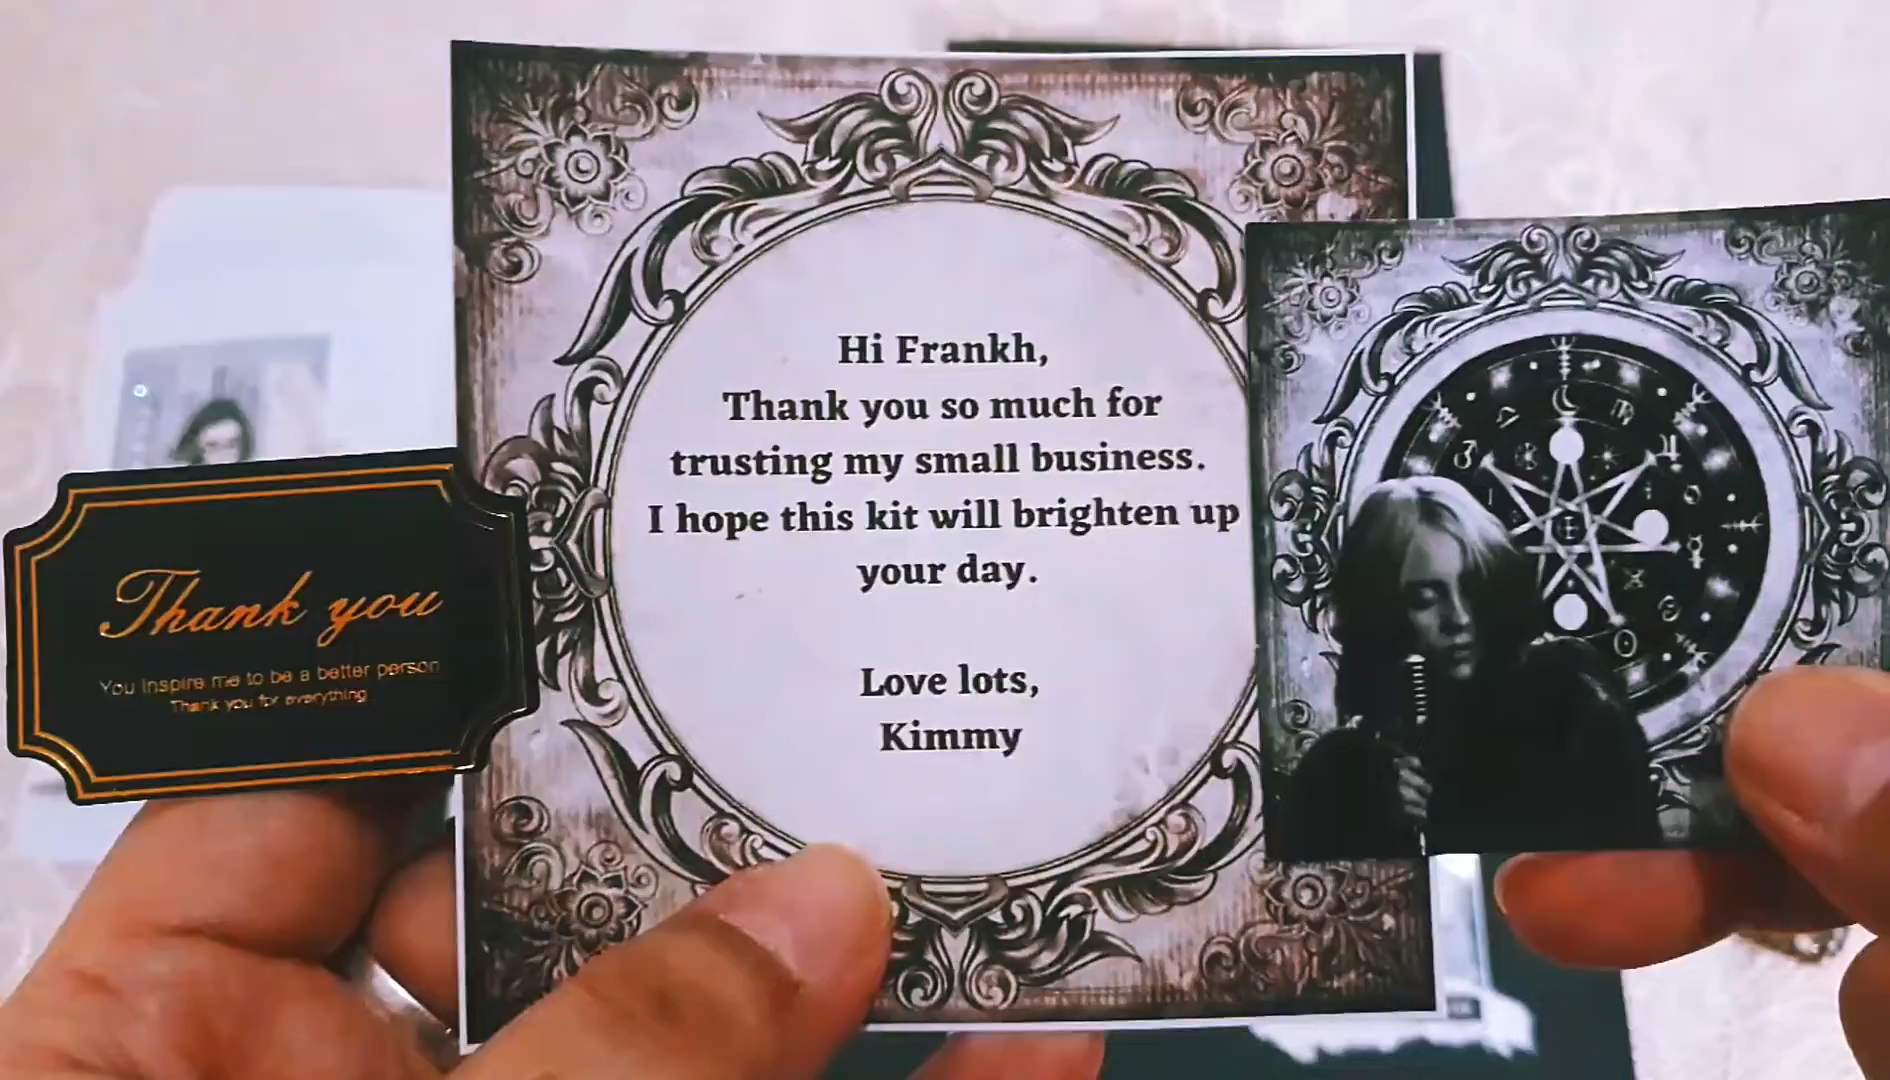 Hi Frankh,
Thank you so much for
trusting my small business.
I hope this kit will brighten up
your day.
Love lots,
Kimmy
Thank you
You inspire me to be a better person
Thank you for everything